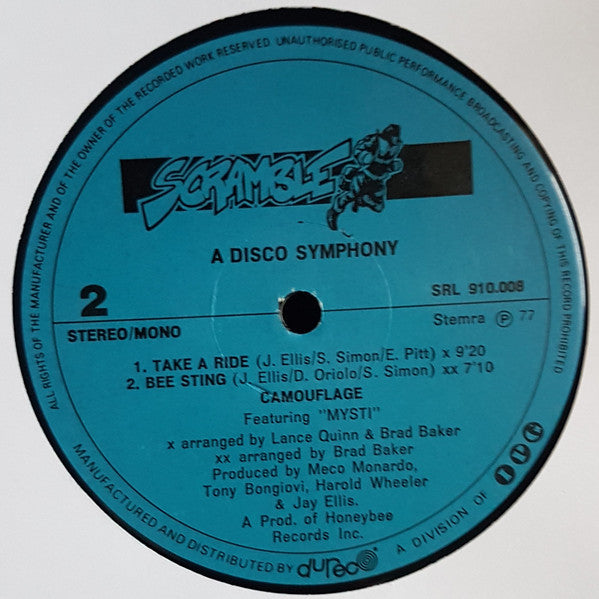 ALL RIGHTS OF THE MANUFACTURER AND OF THE OWNER OF THE RECORDED WORK RESERVED UNAUTHORISED PUBLIC PERFORMANCE BROADCASTING AND COPYING OF THIS RECORD PROHIBITED
SCRAMBLE
A DISCO SYMPHONY
2
SRL 910.008
STEREO/MONO
Stemra Ⓟ 77
1. TAKE A RIDE (J. Ellis/S. Simon/E. Pitt) x 9'20
2. BEE STING (J. Ellis/D. Oriolo/S. Simon) xx 7'10
CAMOUFLAGE
Featuring "MYSTI"
x arranged by Lance Quinn & Brad Baker
xx arranged by Brad Baker
Produced by Meco Monardo,
Tony Bongiovi, Harold Wheeler
& Jay Ellis.
A Prod. of Honeybee
Records Inc.
MANUFACTURED AND DISTRIBUTED BY dureco A DIVISION OF